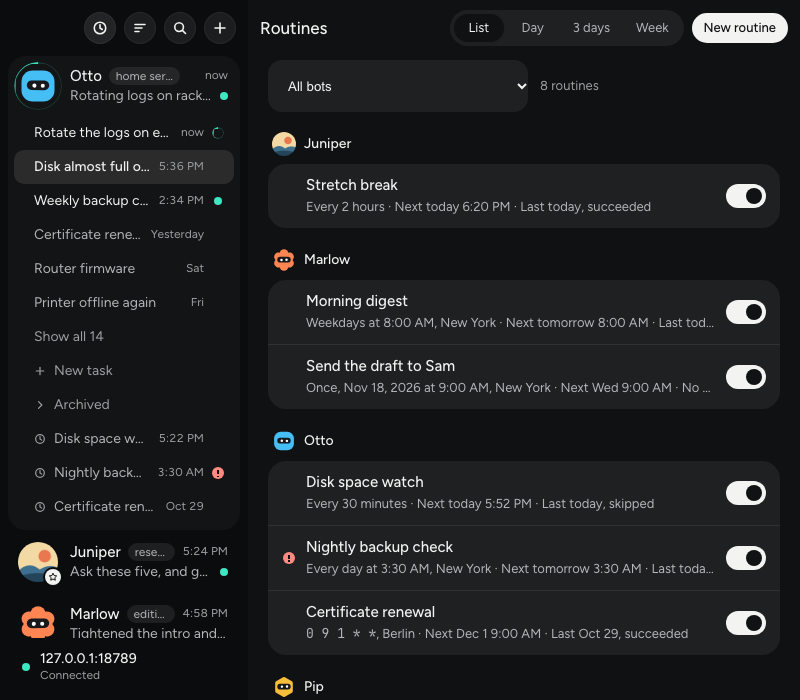 Otto home ser... now
Rotating logs on rack...
Rotate the logs on e... now
Disk almost full o... 5:36 PM
Weekly backup c... 2:34 PM
Certificate rene... Yesterday
Router firmware Sat
Printer offline again Fri
Show all 14
New task
Archived
Disk space w... 5:22 PM
Nightly back... 3:30 AM
Certificate ren... Oct 29
Juniper rese... 5:24 PM
Ask these five, and g...
Marlow editi... 4:58 PM
Tightened the intro and...
127.0.0.1:18789
Connected
Routines
List Day 3 days Week New routine
All bots 8 routines
Juniper
Stretch break
Every 2 hours · Next today 6:20 PM · Last today, succeeded
Marlow
Morning digest
Weekdays at 8:00 AM, New York · Next tomorrow 8:00 AM · Last tod...
Send the draft to Sam
Once, Nov 18, 2026 at 9:00 AM, New York · Next Wed 9:00 AM · No ...
Otto
Disk space watch
Every 30 minutes · Next today 5:52 PM · Last today, skipped
Nightly backup check
Every day at 3:30 AM, New York · Next tomorrow 3:30 AM · Last toda...
Certificate renewal
0 9 1 * *, Berlin · Next Dec 1 9:00 AM · Last Oct 29, succeeded
Pip